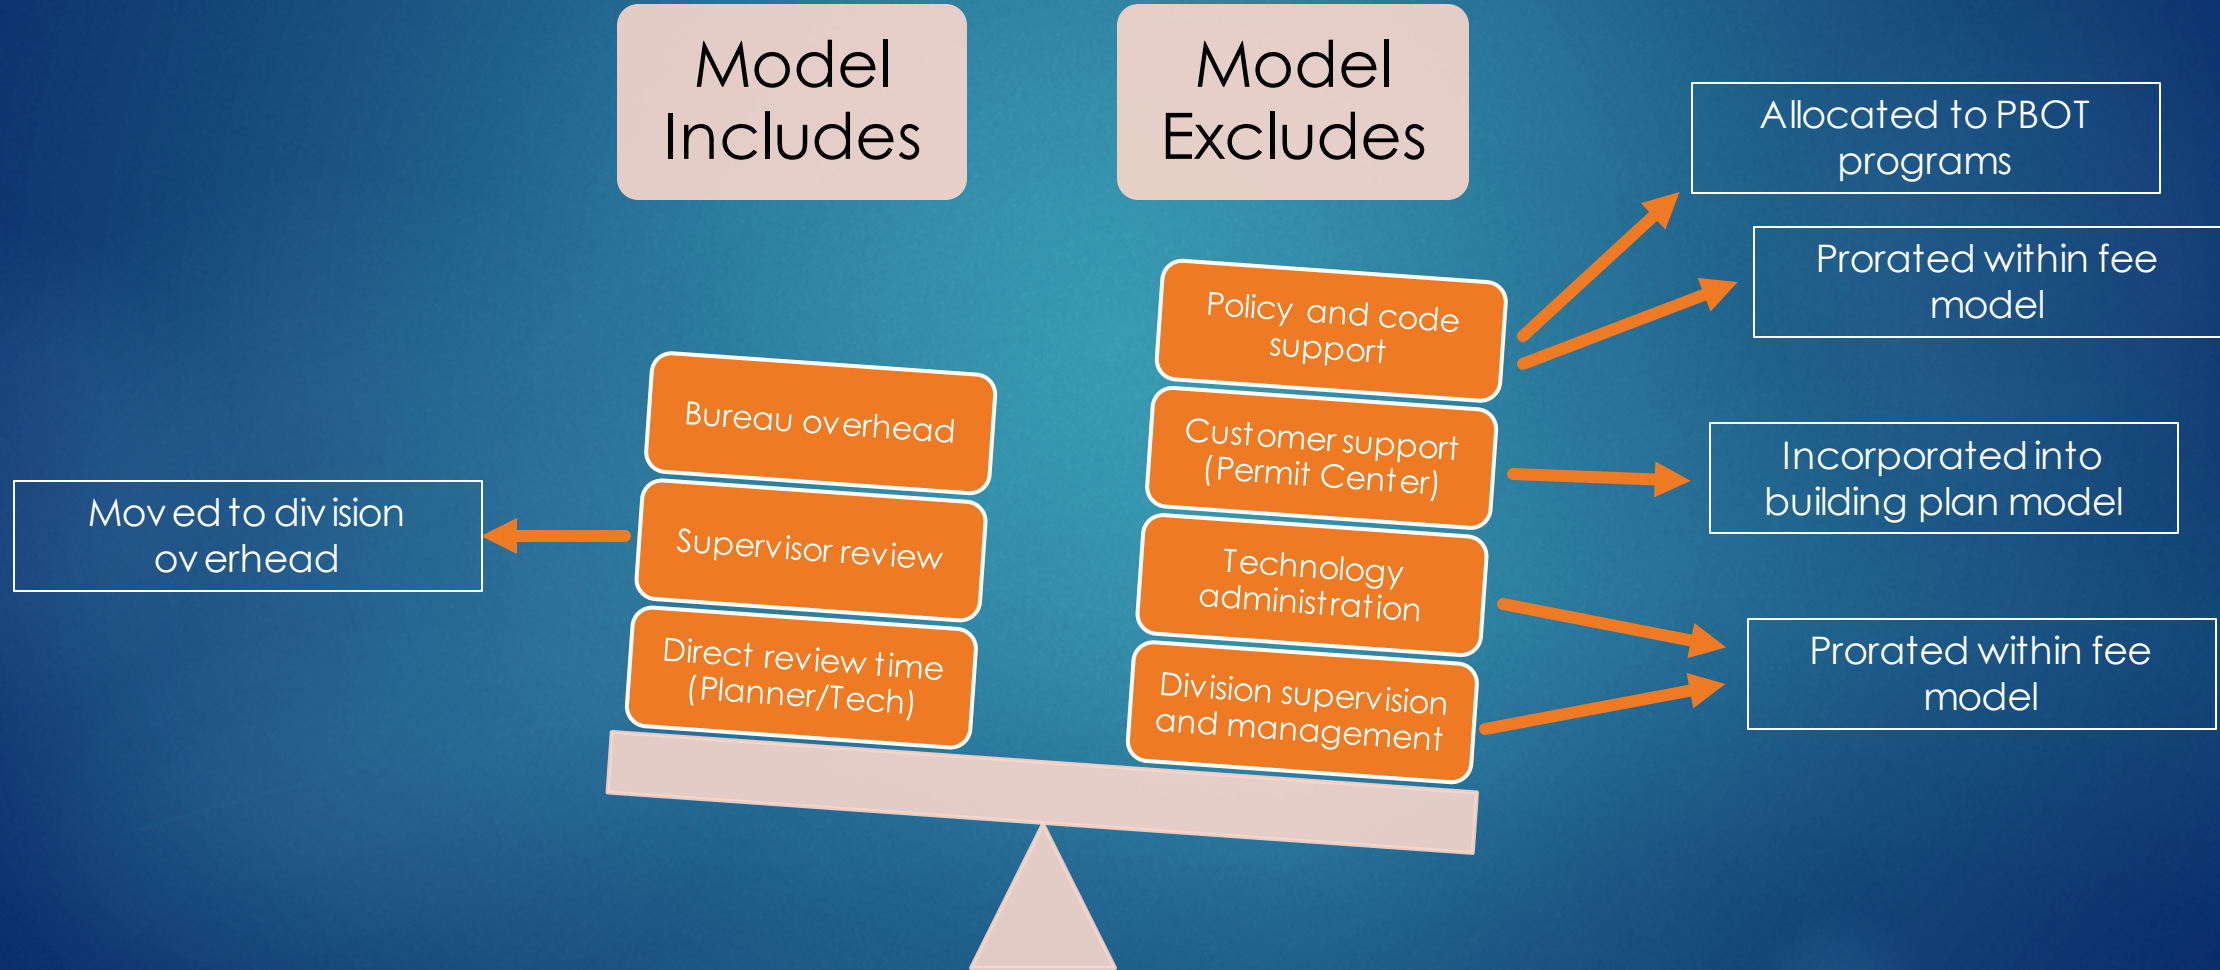 Model
Includes
Model
Excludes
Allocated to PBOT
programs
Prorated within fee
model
Policy and code
support
Bureau overhead
Customer support
(Permit Center)
Incorporated into
building plan model
Moved to division
overhead
Supervisor review
Technology
administration
Direct review time
(Planner/Tech)
Division supervision
and management
Prorated within fee
model